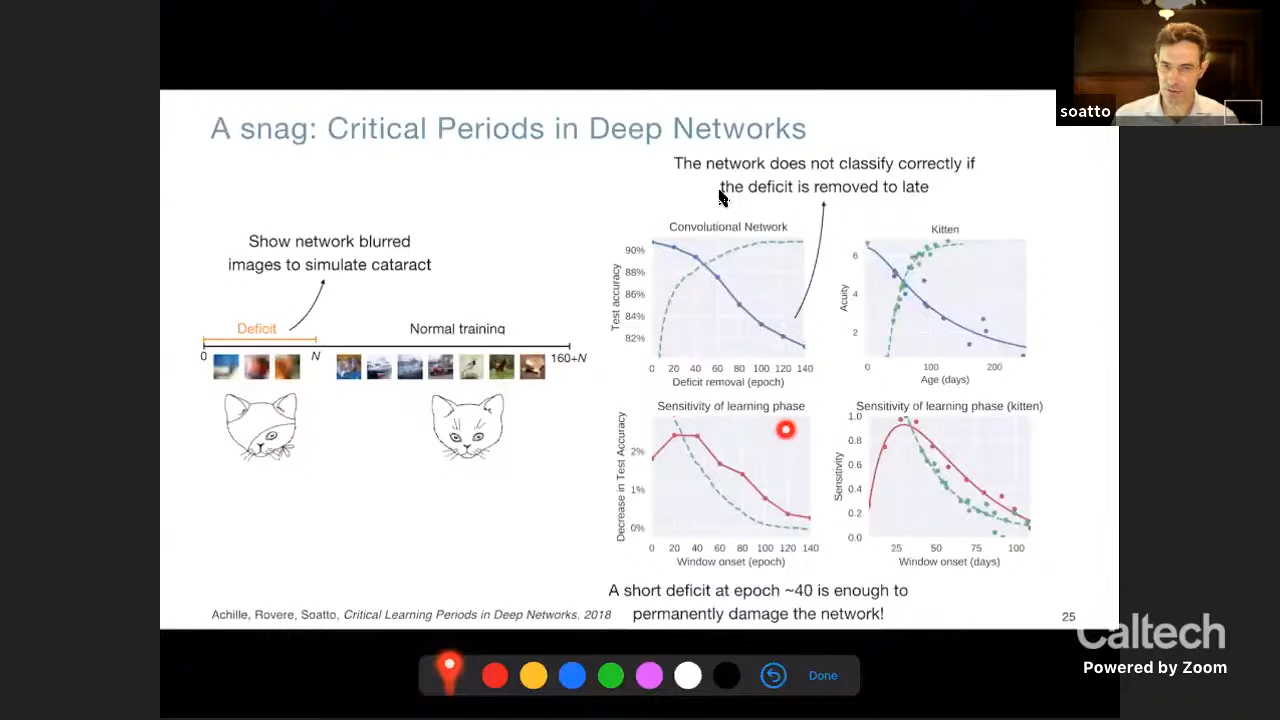 soatto
A snag: Critical Periods in Deep Networks
The network does not classify correctly if
the deficit is removed to late
Show network blurred
images to simulate cataract
Deficit
Normal training
0
N
160+N
Convolutional Network
Test accuracy
90%
88%
86%
84%
82%
0 20 40 60 80 100 120 140
Deficit removal (epoch)
Kitten
Acuity
6
4
2
0 100 200
Age (days)
Sensitivity of learning phase
Decrease in Test Accuracy
2%
1%
0%
0 20 40 60 80 100 120 140
Window onset (epoch)
Sensitivity of learning phase (kitten)
Sensitivity
1.0
0.8
0.6
0.4
0.2
0.0
25 50 75 100
Window onset (days)
A short deficit at epoch ~40 is enough to
permanently damage the network!
Achille, Rovere, Soatto, Critical Learning Periods in Deep Networks. 2018
25
Caltech
Powered by Zoom
Done